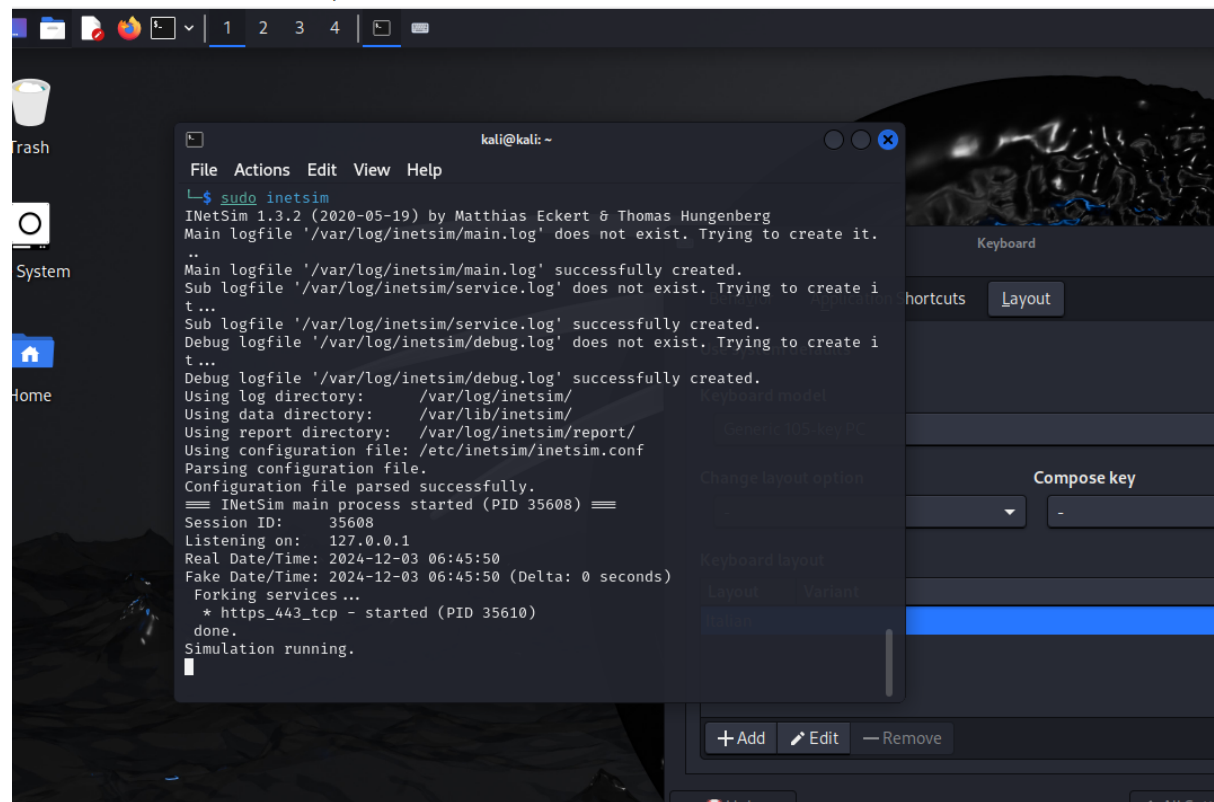 1 2 3 4
Trash
System
Home
kali@kali: ~
File Actions Edit View Help
└─$ sudo inetsim
INetSim 1.3.2 (2020-05-19) by Matthias Eckert & Thomas Hungenberg
Main logfile '/var/log/inetsim/main.log' does not exist. Trying to create it.
..
Main logfile '/var/log/inetsim/main.log' successfully created.
Sub logfile '/var/log/inetsim/service.log' does not exist. Trying to create i
t...
Sub logfile '/var/log/inetsim/service.log' successfully created.
Debug logfile '/var/log/inetsim/debug.log' does not exist. Trying to create i
t...
Debug logfile '/var/log/inetsim/debug.log' successfully created.
Using log directory:      /var/log/inetsim/
Using data directory:     /var/lib/inetsim/
Using report directory:   /var/log/inetsim/report/
Using configuration file: /etc/inetsim/inetsim.conf
Parsing configuration file.
Configuration file parsed successfully.
=== INetSim main process started (PID 35608) ===
Session ID:     35608
Listening on:   127.0.0.1
Real Date/Time: 2024-12-03 06:45:50
Fake Date/Time: 2024-12-03 06:45:50 (Delta: 0 seconds)
 Forking services...
  * https_443_tcp - started (PID 35610)
 done.
Simulation running.
Keyboard
Behavior Application Shortcuts Layout
Use system defaults
Keyboard model
Generic 105-key PC
Change layout option Compose key
- -
Keyboard layout
Layout Variant
Italian
+ Add Edit — Remove